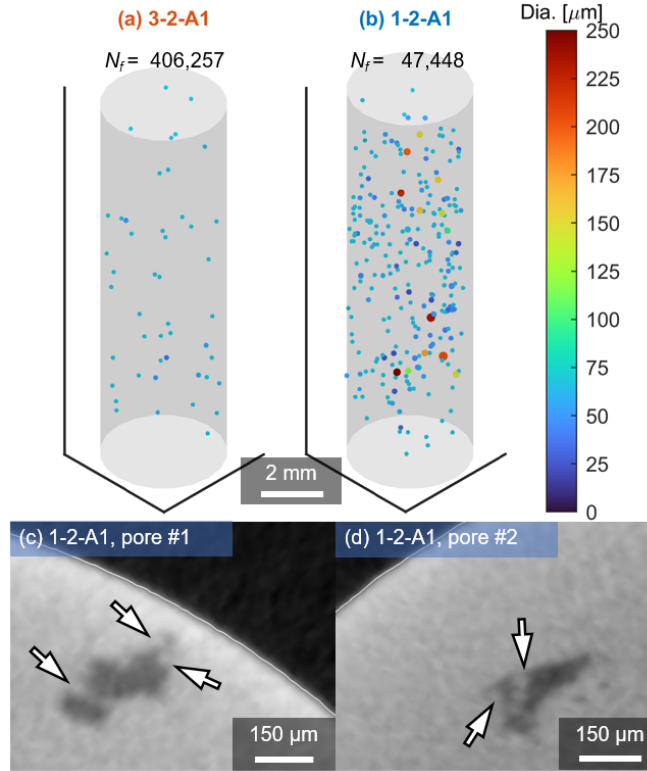 (a) 3-2-A1
(b) 1-2-A1
Dia. [μm]
N_f = 406,257
N_f = 47,448
250
225
200
175
150
125
100
75
50
25
0
2 mm
(c) 1-2-A1, pore #1
(d) 1-2-A1, pore #2
150 μm
150 μm